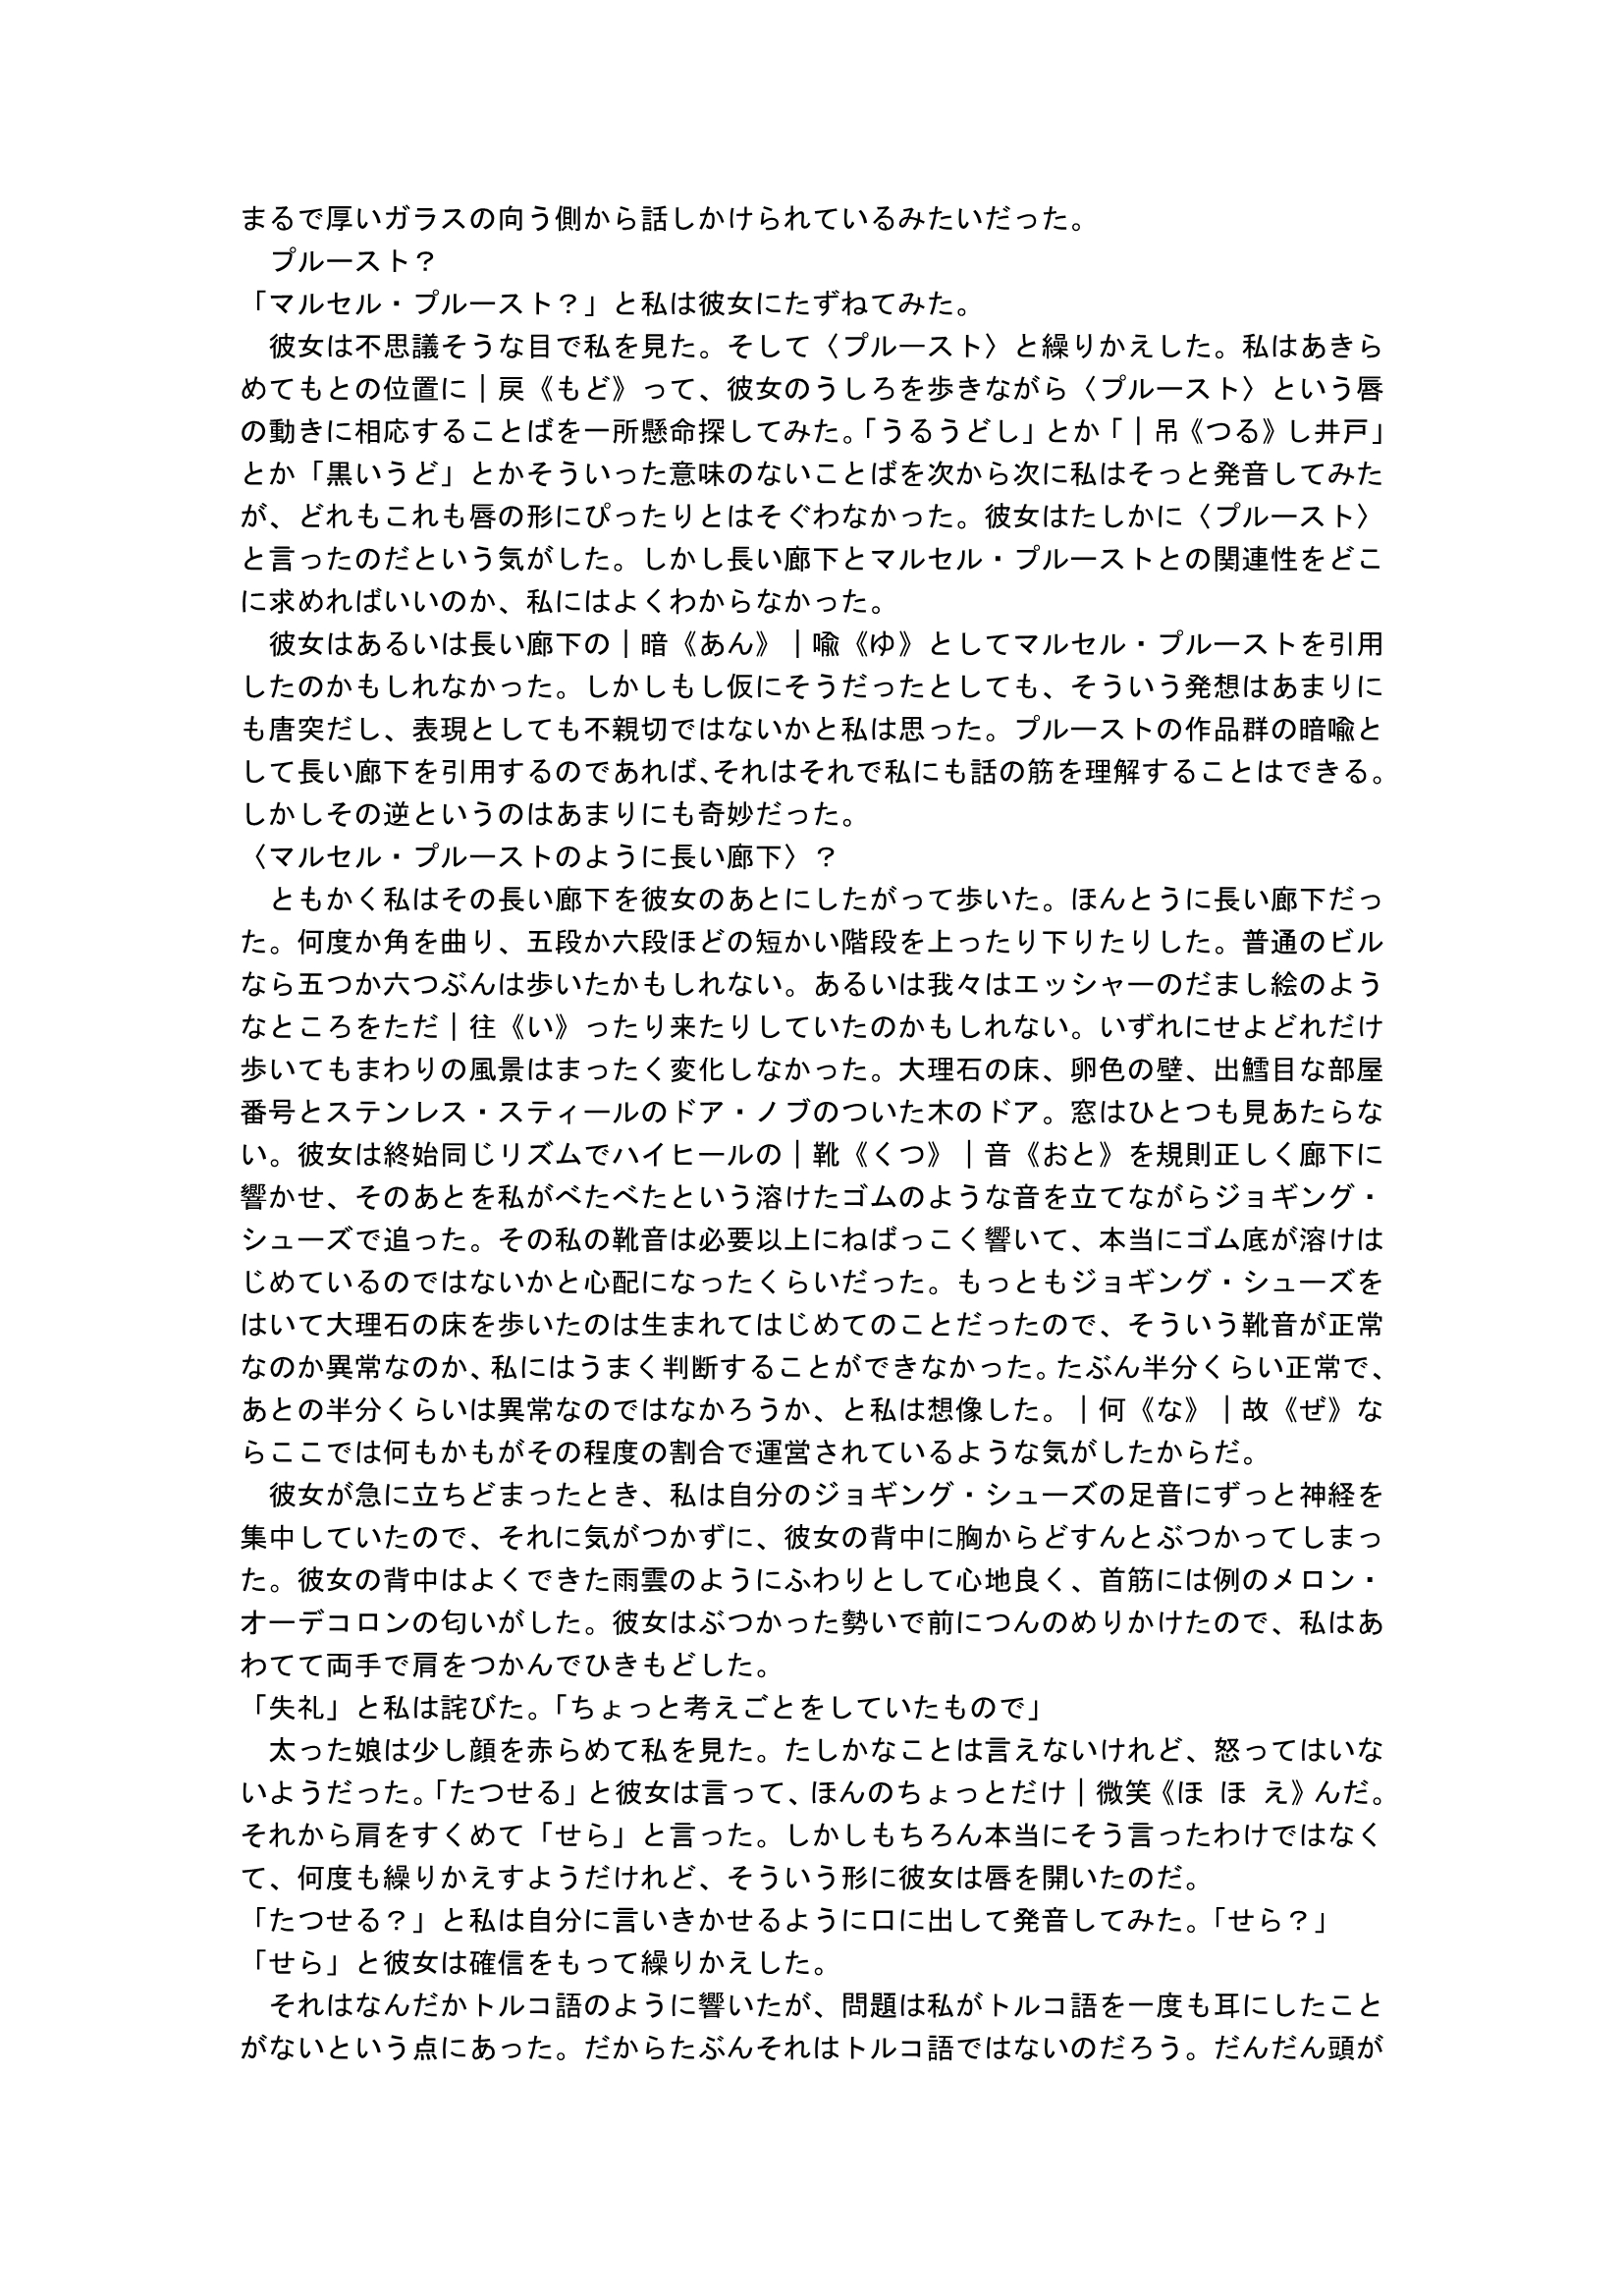 まるで厚いガラスの向う側から話しかけられているみたいだった。
　プルースト？
「マルセル・プルースト？」と私は彼女にたずねてみた。
　彼女は不思議そうな目で私を見た。そして〈プルースト〉と繰りかえした。私はあきら
めてもとの位置に｜戻《もど》って、彼女のうしろを歩きながら〈プルースト〉という唇
の動きに相応することばを一所懸命探してみた。「うるうどし」とか「｜吊《つる》し井戸」
とか「黒いうど」とかそういった意味のないことばを次から次に私はそっと発音してみた
が、どれもこれも唇の形にぴったりとはそぐわなかった。彼女はたしかに〈プルースト〉
と言ったのだという気がした。しかし長い廊下とマルセル・プルーストとの関連性をどこ
に求めればいいのか、私にはよくわからなかった。
　彼女はあるいは長い廊下の｜暗《あん》｜喩《ゆ》としてマルセル・プルーストを引用
したのかもしれなかった。しかしもし仮にそうだったとしても、そういう発想はあまりに
も唐突だし、表現としても不親切ではないかと私は思った。プルーストの作品群の暗喩と
して長い廊下を引用するのであれば、それはそれで私にも話の筋を理解することはできる。
しかしその逆というのはあまりにも奇妙だった。
〈マルセル・プルーストのように長い廊下〉？
　ともかく私はその長い廊下を彼女のあとにしたがって歩いた。ほんとうに長い廊下だっ
た。何度か角を曲り、五段か六段ほどの短かい階段を上ったり下りたりした。普通のビル
なら五つか六つぶんは歩いたかもしれない。あるいは我々はエッシャーのだまし絵のよう
なところをただ｜往《い》ったり来たりしていたのかもしれない。いずれにせよどれだけ
歩いてもまわりの風景はまったく変化しなかった。大理石の床、卵色の壁、出鱈目な部屋
番号とステンレス・スティールのドア・ノブのついた木のドア。窓はひとつも見あたらな
い。彼女は終始同じリズムでハイヒールの｜靴《くつ》｜音《おと》を規則正しく廊下に
響かせ、そのあとを私がべたべたという溶けたゴムのような音を立てながらジョギング・
シューズで追った。その私の靴音は必要以上にねばっこく響いて、本当にゴム底が溶けは
じめているのではないかと心配になったくらいだった。もっともジョギング・シューズを
はいて大理石の床を歩いたのは生まれてはじめてのことだったので、そういう靴音が正常
なのか異常なのか、私にはうまく判断することができなかった。たぶん半分くらい正常で、
あとの半分くらいは異常なのではなかろうか、と私は想像した。｜何《な》｜故《ぜ》な
らここでは何もかもがその程度の割合で運営されているような気がしたからだ。
　彼女が急に立ちどまったとき、私は自分のジョギング・シューズの足音にずっと神経を
集中していたので、それに気がつかずに、彼女の背中に胸からどすんとぶつかってしまっ
た。彼女の背中はよくできた雨雲のようにふわりとして心地良く、首筋には例のメロン・
オーデコロンの匂いがした。彼女はぶつかった勢いで前につんのめりかけたので、私はあ
わてて両手で肩をつかんでひきもどした。
「失礼」と私は詫びた。「ちょっと考えごとをしていたもので」
　太った娘は少し顔を赤らめて私を見た。たしかなことは言えないけれど、怒ってはいな
いようだった。「たつせる」と彼女は言って、ほんのちょっとだけ｜微笑《ほ ほ え》んだ。
それから肩をすくめて「せら」と言った。しかしもちろん本当にそう言ったわけではなく
て、何度も繰りかえすようだけれど、そういう形に彼女は唇を開いたのだ。
「たつせる？」と私は自分に言いきかせるように口に出して発音してみた。「せら？」
「せら」と彼女は確信をもって繰りかえした。
　それはなんだかトルコ語のように響いたが、問題は私がトルコ語を一度も耳にしたこと
がないという点にあった。だからたぶんそれはトルコ語ではないのだろう。だんだん頭が